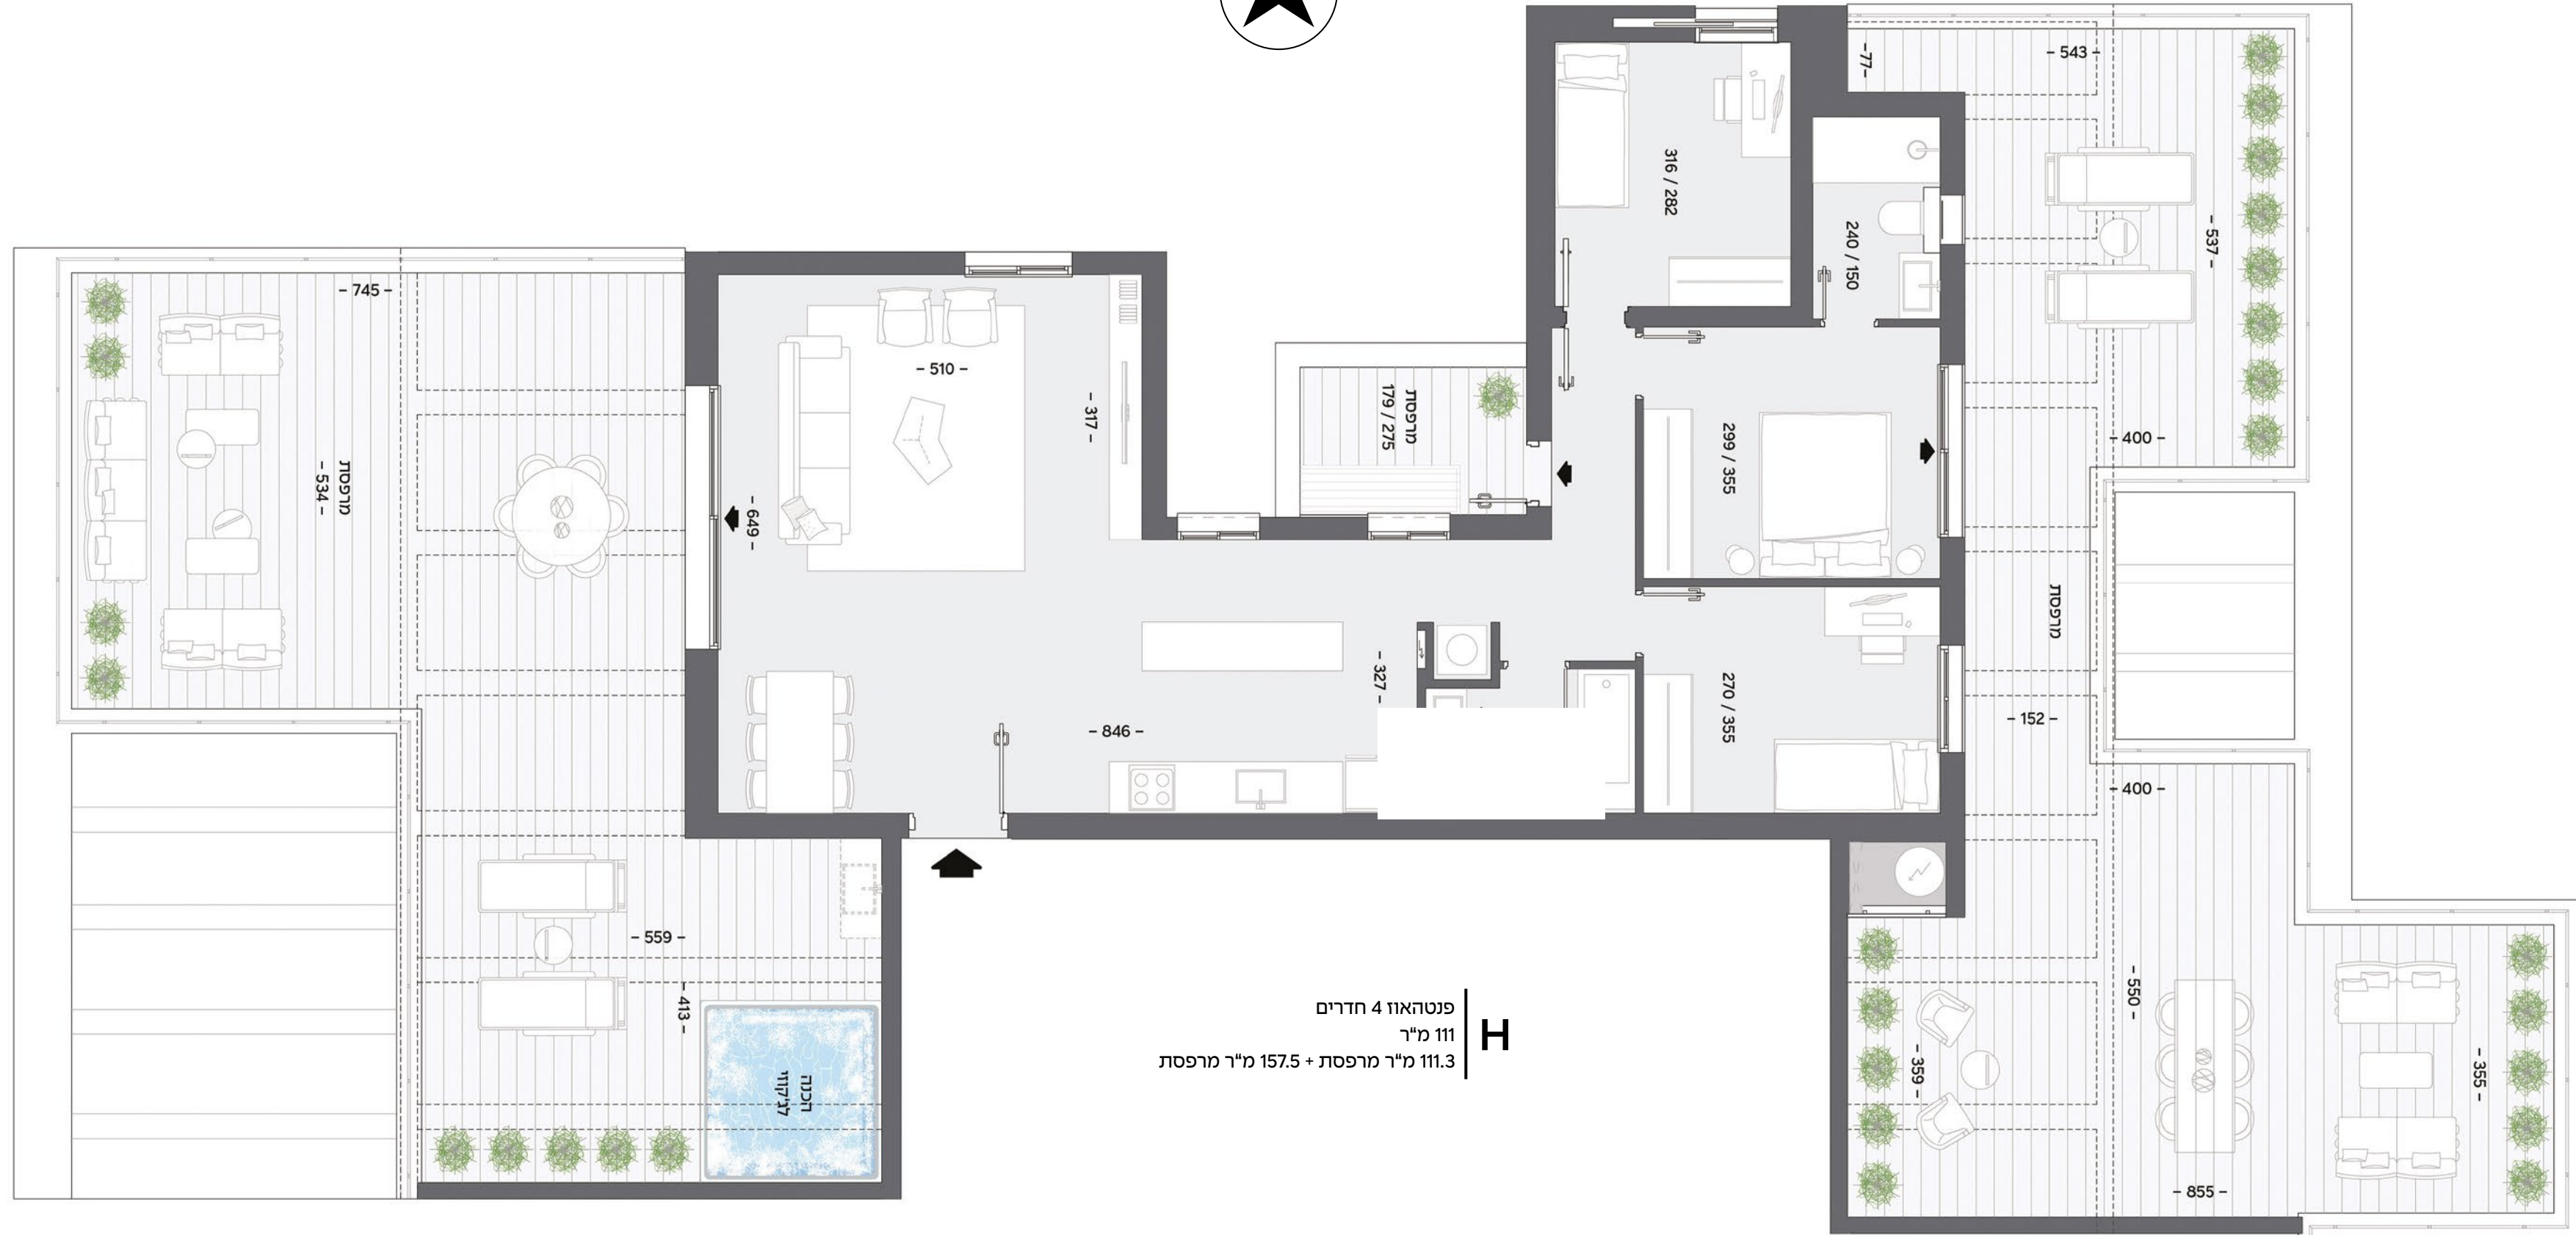 - 543 -
-77-
316 / 282
240 / 150
- 537 -
- 745 -
- 510 -
- 317 -
מרפסת
179 / 275
299 / 355
- 400 -
מרפסת
- 534 -
- 649 -
מרפסת
- 327 -
270 / 355
- 152 -
- 846 -
- 400 -
- 559 -
- 413 -
הכנה
לג'קוזי
H
פנטהאוז 4 חדרים
111 מ"ר
111.3 מ"ר מרפסת + 157.5 מ"ר מרפסת
- 550 -
- 359 -
- 355 -
- 855 -